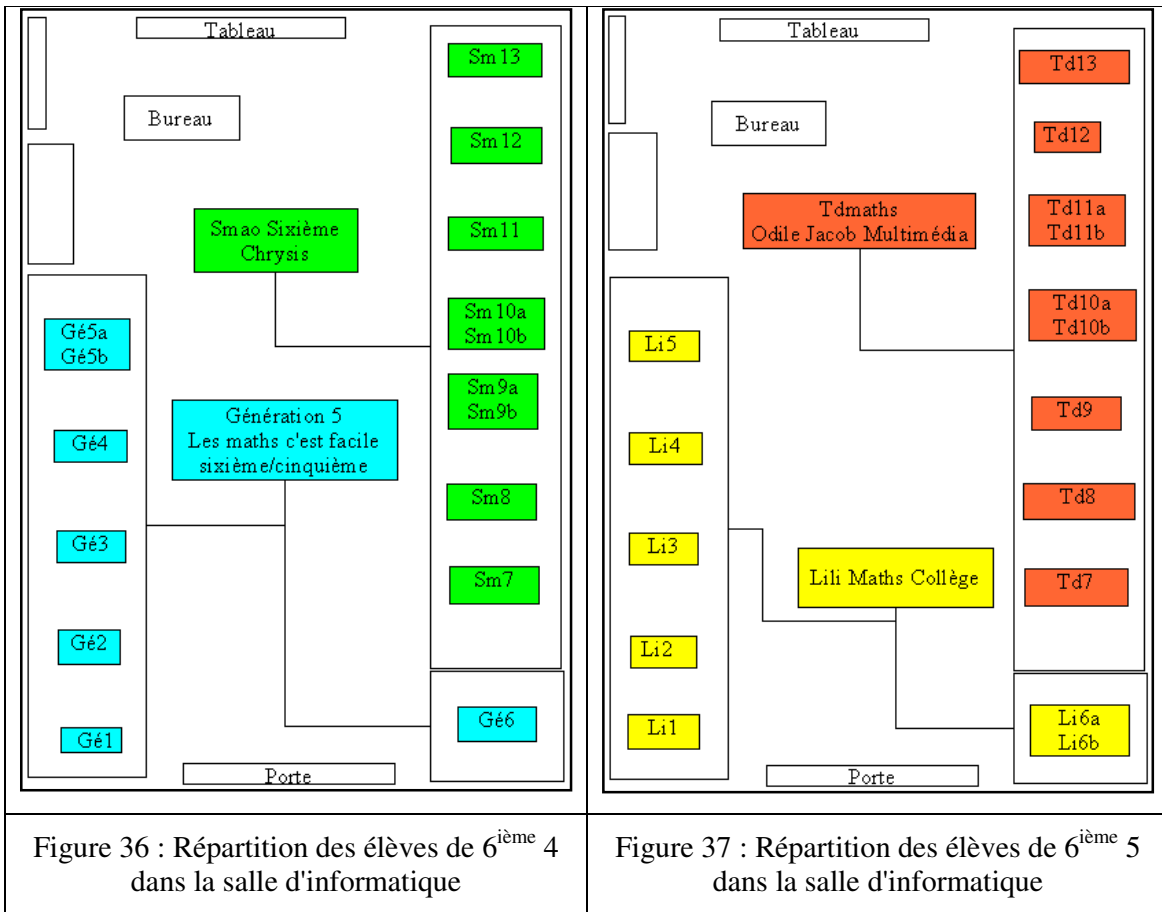 Tableau
Sm13
Bureau
Sm12
Smao Sixième
Chrysis
Sm11
Gé5a
Gé5b
Sm10a
Sm10b
Sm9a
Sm9b
Génération 5
Les maths c'est facile
sixième/cinquième
Gé4
Sm8
Gé3
Sm7
Gé2
Gé6
Gé1
Porte
Figure 36 : Répartition des élèves de 6ième 4
dans la salle d'informatique
Tableau
Td13
Bureau
Td12
Tdmaths
Odile Jacob Multimédia
Td11a
Td11b
Td10a
Td10b
Li5
Td9
Li4
Td8
Li3
Lili Maths Collège
Td7
Li2
Li1
Li6a
Li6b
Porte
Figure 37 : Répartition des élèves de 6ième 5
dans la salle d'informatique